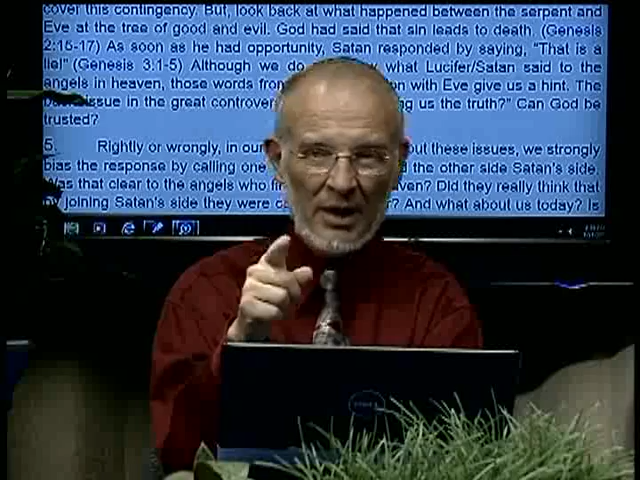 cover this contingency. But, look back at what happened between the serpent and
Eve at the tree of good and evil. God had said that sin leads to death. (Genesis
2:15-17) As soon as he had opportunity, Satan responded by saying, "That is a
lie!" (Genesis 3:1-5) Although we do what Lucifer/Satan said to the
angels in heaven, those words from with Eve give us a hint. The
issue in the great us the truth?" Can God be
trusted?
5. Rightly or wrongly, in our these issues, we strongly
bias the response by calling one the other side Satan's side.
Was that clear to the angels who Did they really think that
by joining Satan's side they were And what about us today? Is
DELL